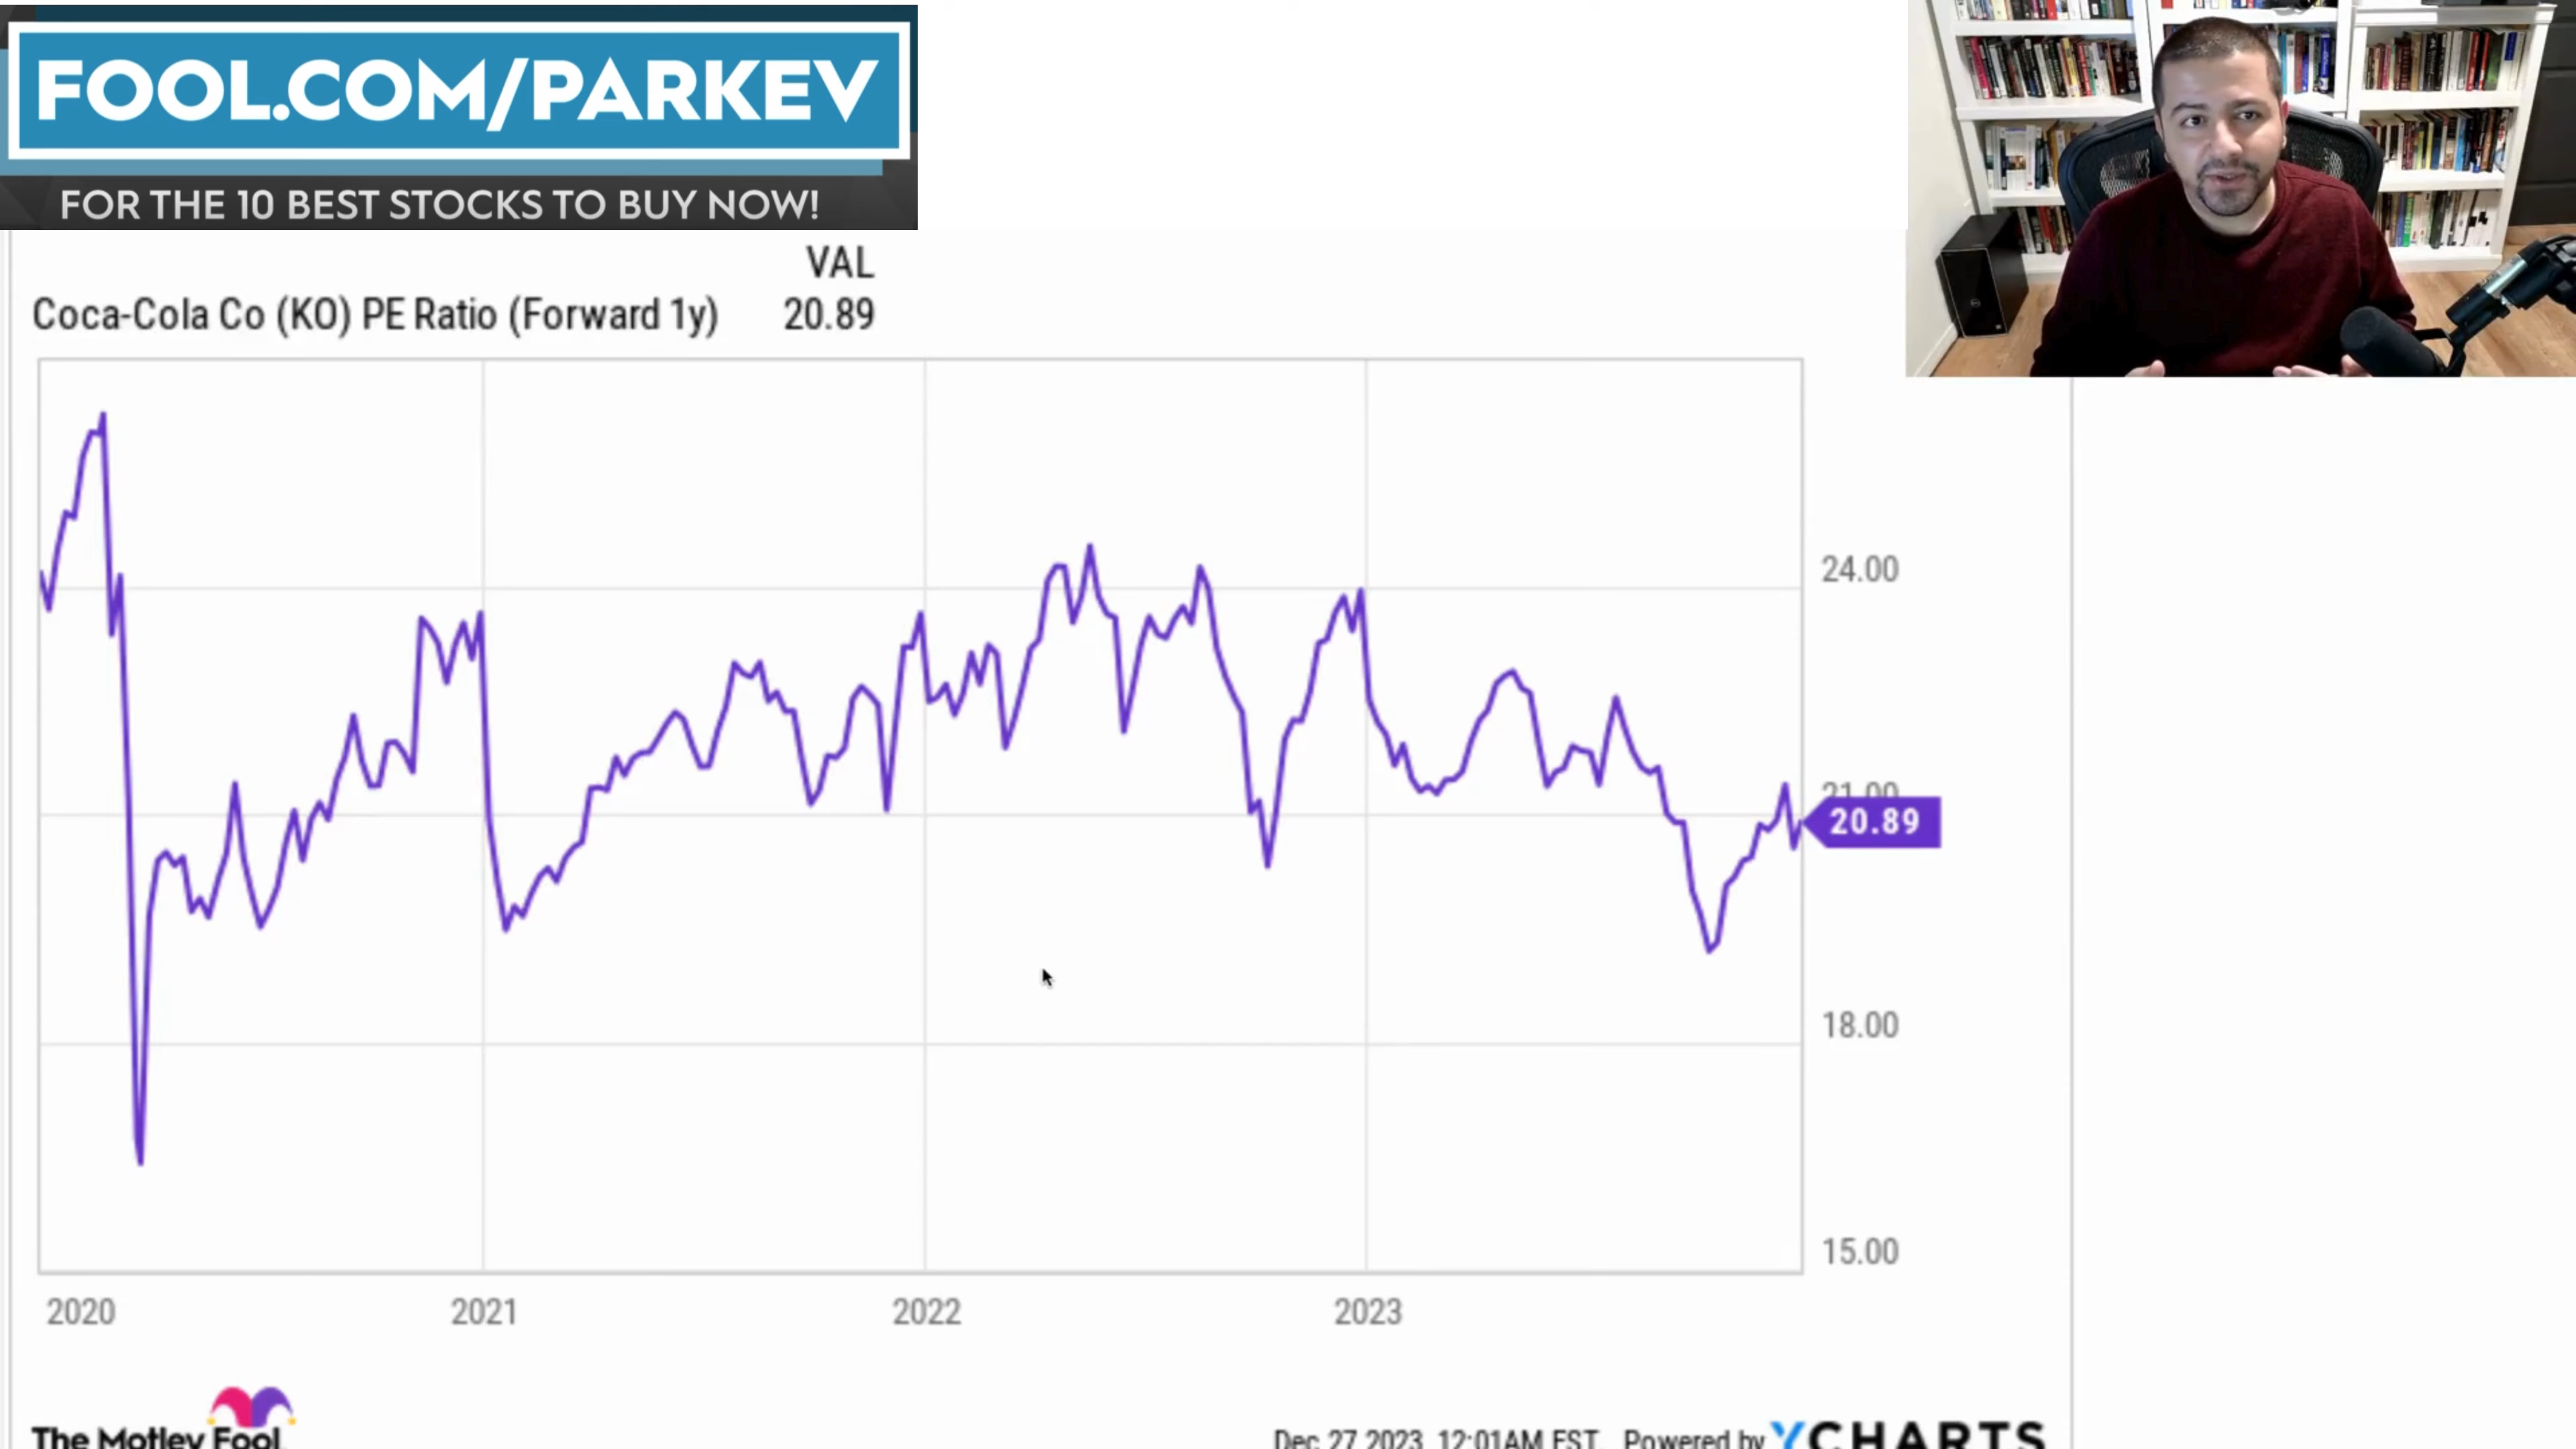 FOOL.COM/PARKEV
FOR THE 10 BEST STOCKS TO BUY NOW!
VAL
Coca-Cola Co (KO) PE Ratio (Forward 1y) 20.89
24.00
21.00
20.89
18.00
15.00
2020 2021 2022 2023
The Motley Fool
Dec 27 2023, 12:01AM EST. Powered by YCHARTS